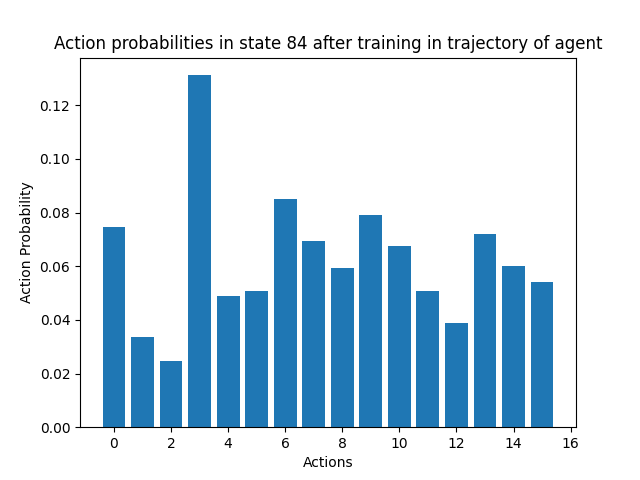 Action probabilities in state 84 after training in trajectory of agent
0.12
0.10
0.08
0.06
0.04
0.02
0.00
Action Probability
0 2 4 6 8 10 12 14 16
Actions